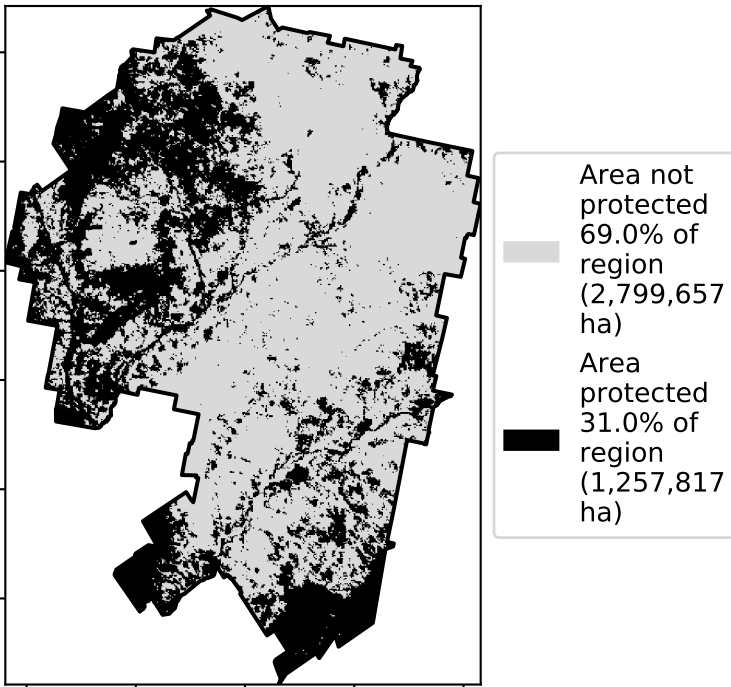 Area not
protected
69.0% of
region
(2,799,657
ha)
Area
protected
31.0% of
region
(1,257,817
ha)